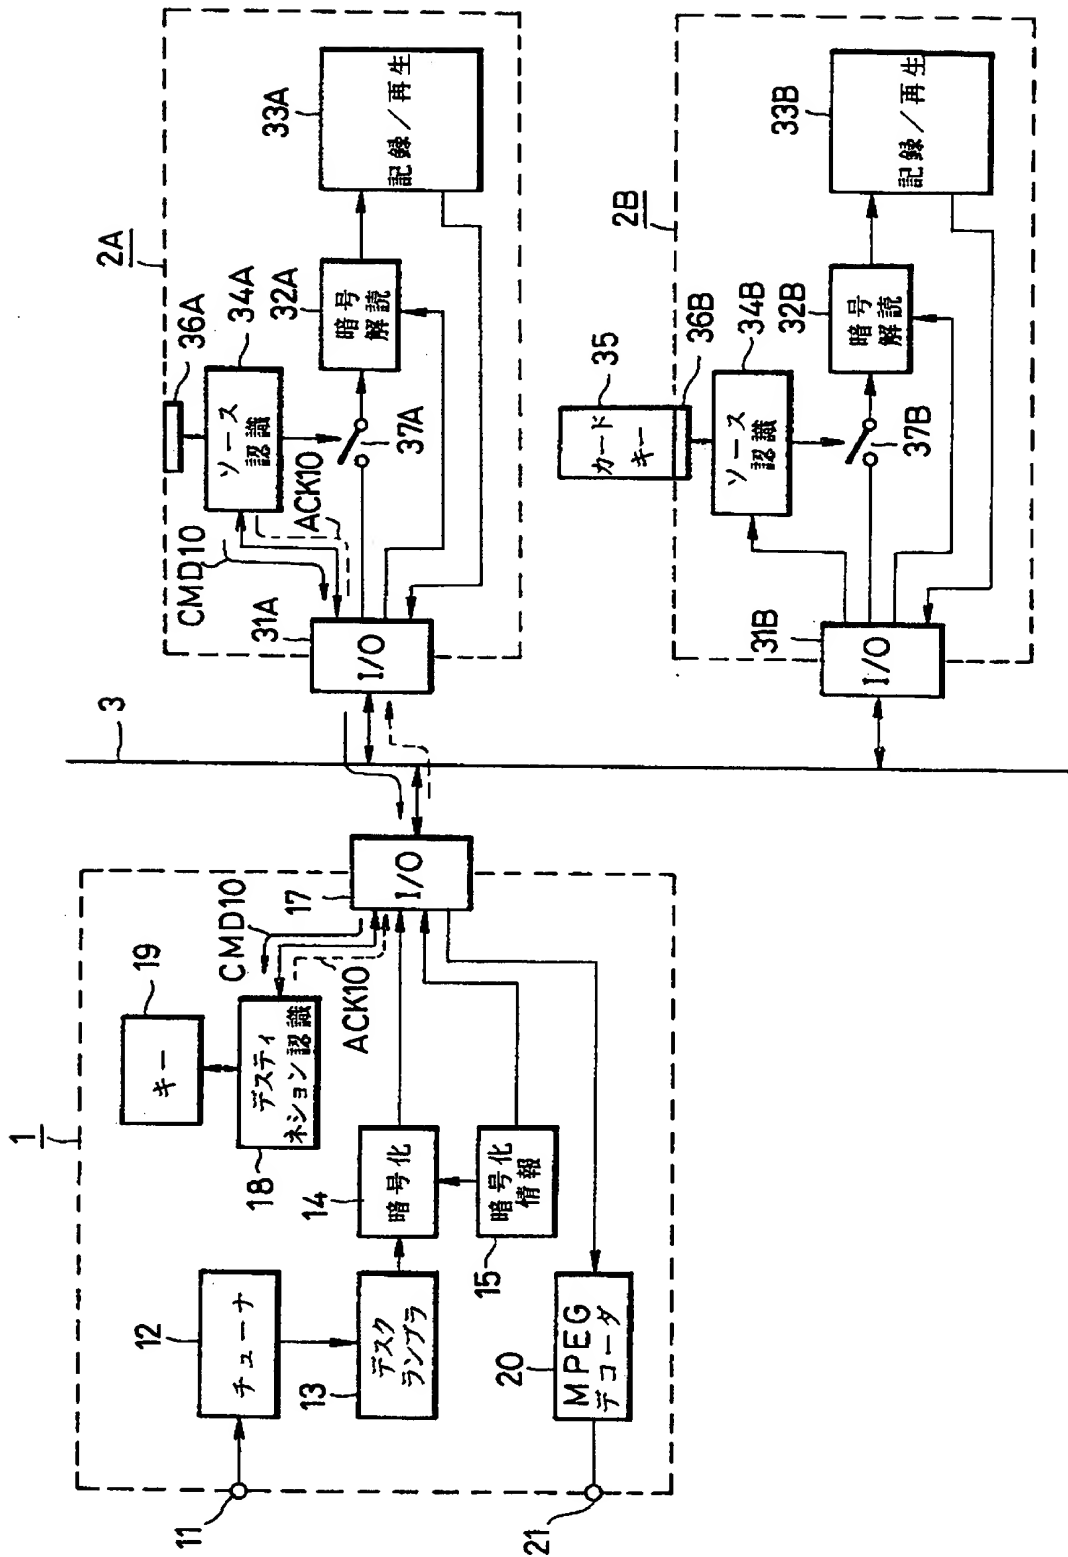 1
11
チューナ
12
デスク
ランブラ
13
暗号化
14
暗号化
情報
15
I/O
17
デスティ
ネション認識
18
キー
19
MPEG
デコーダ
20
21
CMD10
ACK10
3
2A
I/O
31A
暗号
解読
32A
記録／再生
33A
ソース
認識
34A
36A
37A
CMD10
ACK10
2B
I/O
31B
暗号
解読
32B
記録／再生
33B
ソース
認識
34B
カード
キー
35
36B
37B